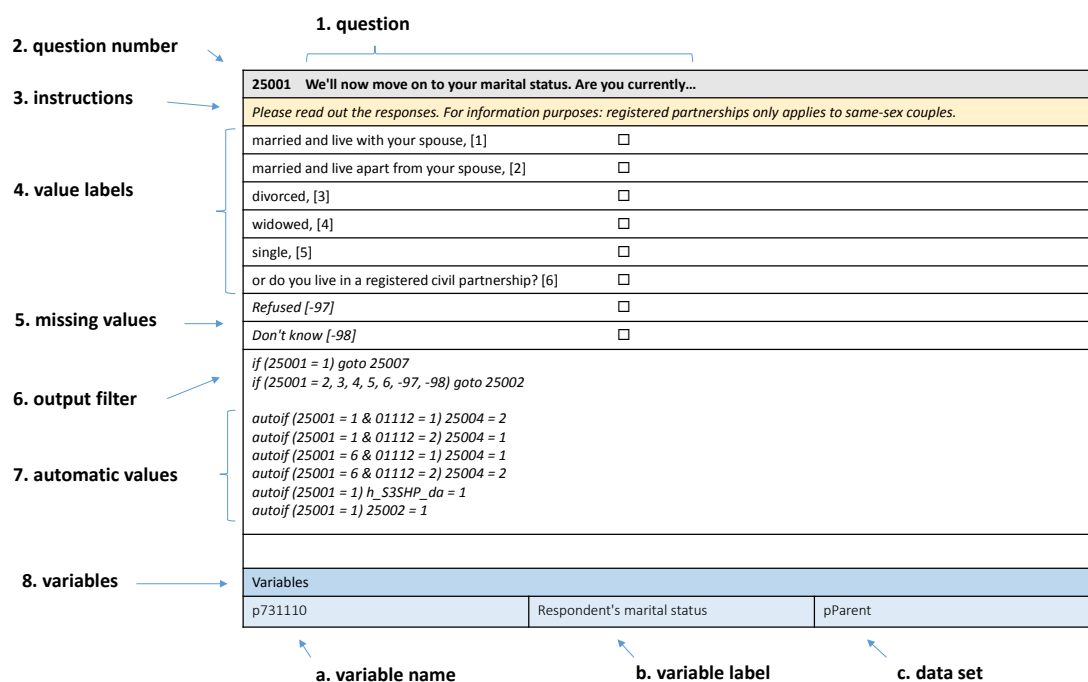 1. question
2. question number
25001 We'll now move on to your marital status. Are you currently…
3. instructions
Please read out the responses. For information purposes: registered partnerships only applies to same-sex couples.
married and live with your spouse, [1] ☐
married and live apart from your spouse, [2] ☐
4. value labels
divorced, [3] ☐
widowed, [4] ☐
single, [5] ☐
or do you live in a registered civil partnership? [6] ☐
5. missing values
Refused [-97] ☐
Don't know [-98] ☐
6. output filter
if (25001 = 1) goto 25007
if (25001 = 2, 3, 4, 5, 6, -97, -98) goto 25002
7. automatic values
autoif (25001 = 1 & 01112 = 1) 25004 = 2
autoif (25001 = 1 & 01112 = 2) 25004 = 1
autoif (25001 = 6 & 01112 = 1) 25004 = 1
autoif (25001 = 6 & 01112 = 2) 25004 = 2
autoif (25001 = 1) h_S3SHP_da = 1
autoif (25001 = 1) 25002 = 1
8. variables
Variables
p731110 Respondent's marital status pParent
a. variable name b. variable label c. data set